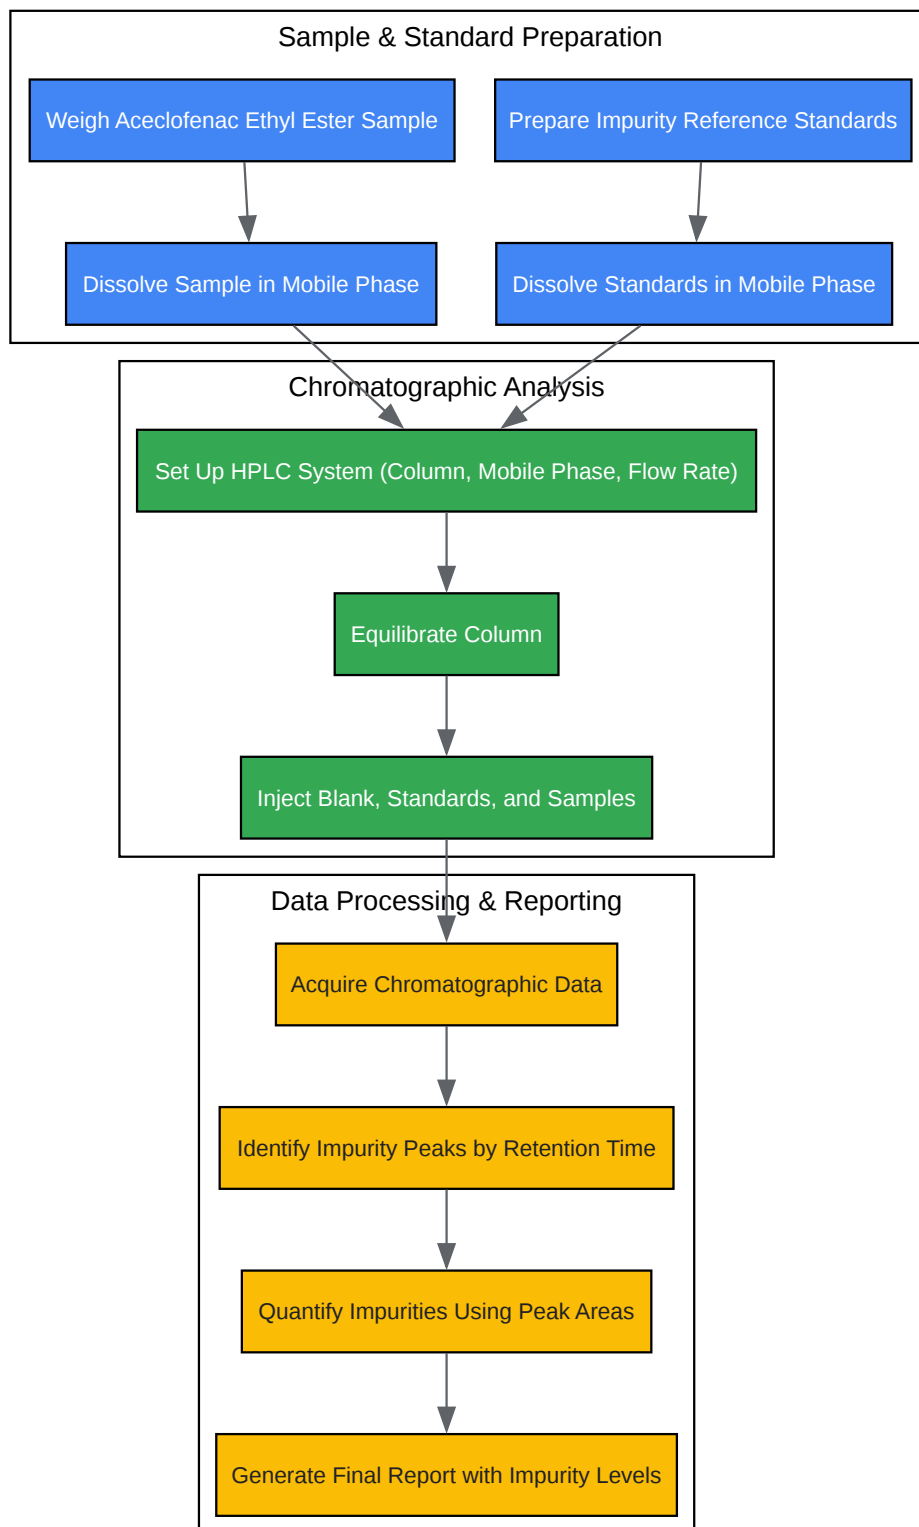 Sample & Standard Preparation
Weigh Aceclofenac Ethyl Ester Sample
Prepare Impurity Reference Standards
Dissolve Sample in Mobile Phase
Dissolve Standards in Mobile Phase
Chromatographic Analysis
Set Up HPLC System (Column, Mobile Phase, Flow Rate)
Equilibrate Column
Inject Blank, Standards, and Samples
Data Processing & Reporting
Acquire Chromatographic Data
Identify Impurity Peaks by Retention Time
Quantify Impurities Using Peak Areas
Generate Final Report with Impurity Levels